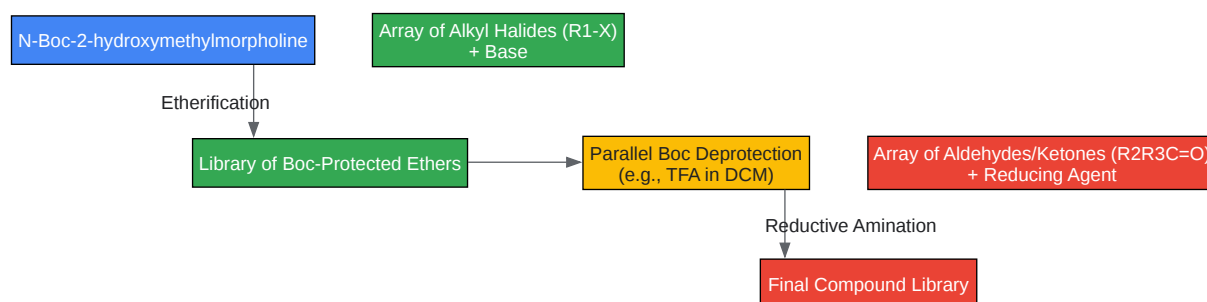 N-Boc-2-hydroxymethylmorpholine
Array of Alkyl Halides (R1-X)
+ Base
Etherification
Library of Boc-Protected Ethers
Parallel Boc Deprotection
(e.g., TFA in DCM)
Array of Aldehydes/Ketones (R2R3C=O)
+ Reducing Agent
Reductive Amination
Final Compound Library